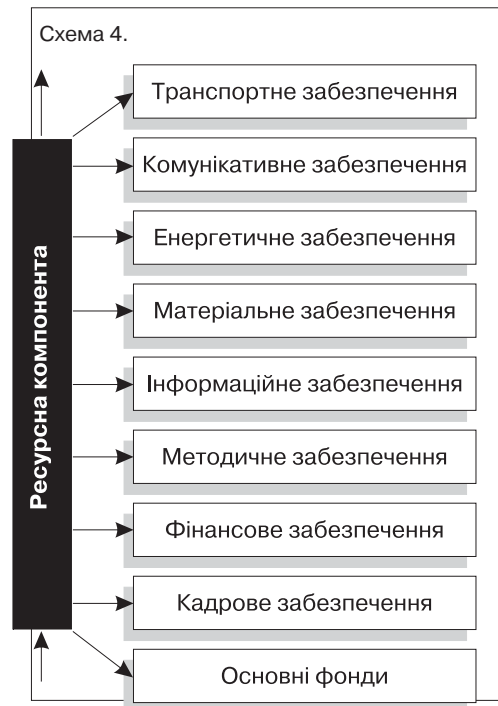 Схема 4.
Транспортне забезпечення
Комунікативне забезпечення
Енергетичне забезпечення
Матеріальне забезпечення
Інформаційне забезпечення
Методичне забезпечення
Фінансове забезпечення
Кадрове забезпечення
Основні фонди
Ресурсна компонента